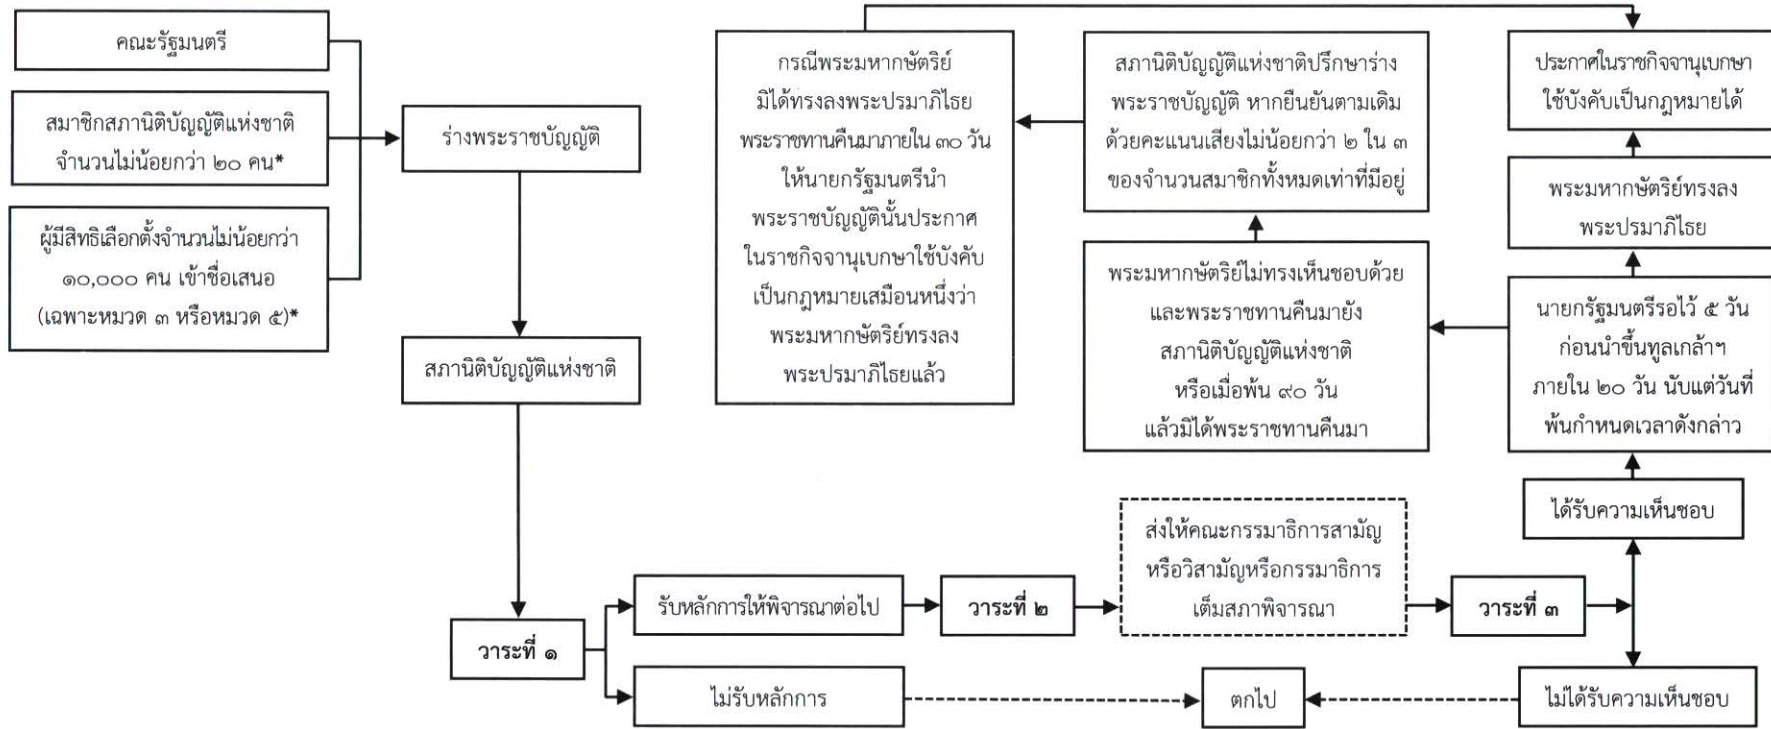 คณะรัฐมนตรี
สมาชิกสภานิติบัญญัติแห่งชาติ
จำนวนไม่น้อยกว่า ๒๐ คน*
ผู้มีสิทธิเลือกตั้งจำนวนไม่น้อยกว่า
๑๐,๐๐๐ คน เข้าชื่อเสนอ
(เฉพาะหมวด ๓ หรือหมวด ๕)*
ร่างพระราชบัญญัติ
สภานิติบัญญัติแห่งชาติ
วาระที่ ๑
รับหลักการให้พิจารณาต่อไป
ไม่รับหลักการ
วาระที่ ๒
ส่งให้คณะกรรมาธิการสามัญ
หรือวิสามัญหรือกรรมาธิการ
เต็มสภาพิจารณา
วาระที่ ๓
ตกไป
ได้รับความเห็นชอบ
ไม่ได้รับความเห็นชอบ
นายกรัฐมนตรีรอไว้ ๕ วัน
ก่อนนำขึ้นทูลเกล้าฯ
ภายใน ๒๐ วัน นับแต่วันที่
พ้นกำหนดเวลาดังกล่าว
พระมหากษัตริย์ทรงลง
พระปรมาภิไธย
ประกาศในราชกิจจานุเบกษา
ใช้บังคับเป็นกฎหมายได้
พระมหากษัตริย์ไม่ทรงเห็นชอบด้วย
และพระราชทานคืนมายัง
สภานิติบัญญัติแห่งชาติ
หรือเมื่อพ้น ๙๐ วัน
แล้วมิได้พระราชทานคืนมา
สภานิติบัญญัติแห่งชาติปรึกษาร่าง
พระราชบัญญัติ หากยืนยันตามเดิม
ด้วยคะแนนเสียงไม่น้อยกว่า ๒ ใน ๓
ของจำนวนสมาชิกทั้งหมดเท่าที่มีอยู่
กรณีพระมหากษัตริย์
มิได้ทรงลงพระปรมาภิไธย
พระราชทานคืนมาภายใน ๓๐ วัน
ให้นายกรัฐมนตรีนำ
พระราชบัญญัตินั้นประกาศ
ในราชกิจจานุเบกษาใช้บังคับ
เป็นกฎหมายเสมือนหนึ่งว่า
พระมหากษัตริย์ทรงลง
พระปรมาภิไธยแล้ว